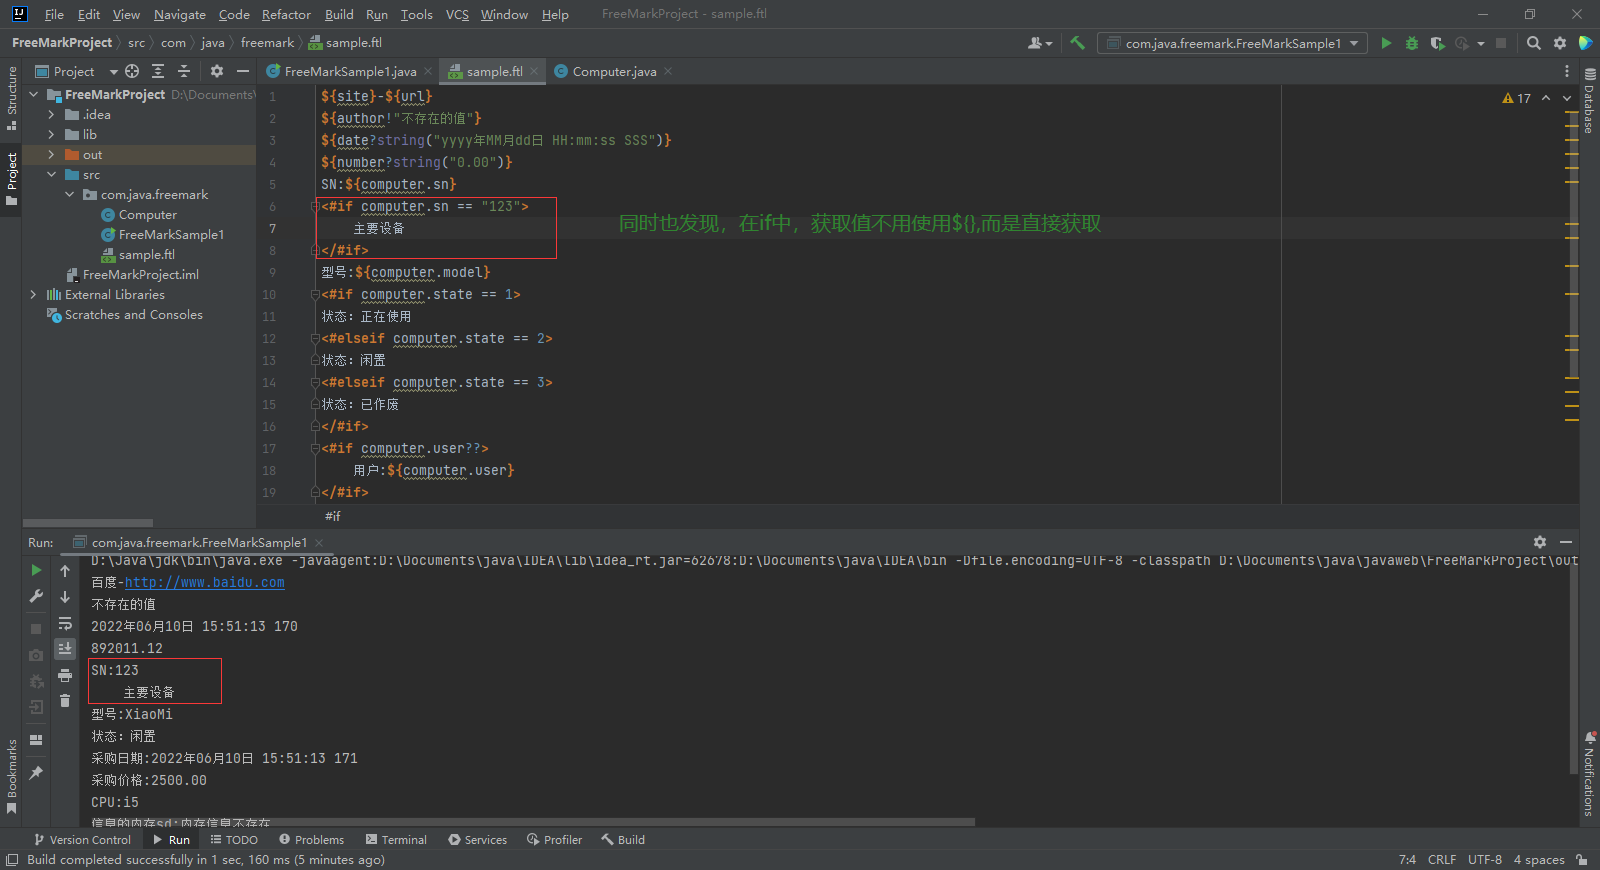 File Edit View Navigate Code Refactor Build Run Tools VCS Window Help FreeMarkProject - sample.ftl
FreeMarkProject src com java freemark sample.ftl
com.java.freemark.FreeMarkSample1
Project
FreeMarkSample1.java
sample.ftl
Computer.java
Structure
Project
Bookmarks
FreeMarkProject D:\Documents\
.idea
lib
out
src
com.java.freemark
Computer
FreeMarkSample1
sample.ftl
FreeMarkProject.iml
External Libraries
Scratches and Consoles
1 ${site}-${url}
2 ${author!"不存在的值"}
3 ${date?string("yyyy年MM月dd日 HH:mm:ss SSS")}
4 ${number?string("0.00")}
5 SN:${computer.sn}
6 <#if computer.sn == "123">
7 主要设备
8 </#if>
9 型号:${computer.model}
10 <#if computer.state == 1>
11 状态：正在使用
12 <#elseif computer.state == 2>
13 状态：闲置
14 <#elseif computer.state == 3>
15 状态：已作废
16 </#if>
17 <#if computer.user??>
18 用户:${computer.user}
19 </#if>
同时也发现，在if中，获取值不用使用${},而是直接获取
17
Database
Notifications
#if
Run: com.java.freemark.FreeMarkSample1
D:\Java\jdk\bin\java.exe -javaagent:D:\Documents\java\IDEA\lib\idea_rt.jar=62678:D:\Documents\java\IDEA\bin -Dfile.encoding=UTF-8 -classpath D:\Documents\java\javaweb\FreeMarkProject\out
百度-http://www.baidu.com
不存在的值
2022年06月10日 15:51:13 170
892011.12
SN:123
主要设备
型号:XiaoMi
状态：闲置
采购日期:2022年06月10日 15:51:13 171
采购价格:2500.00
CPU:i5
信息的内存sd:内存信息不存在
Version Control Run TODO Problems Terminal Services Profiler Build
Build completed successfully in 1 sec, 160 ms (5 minutes ago)
7:4 CRLF UTF-8 4 spaces